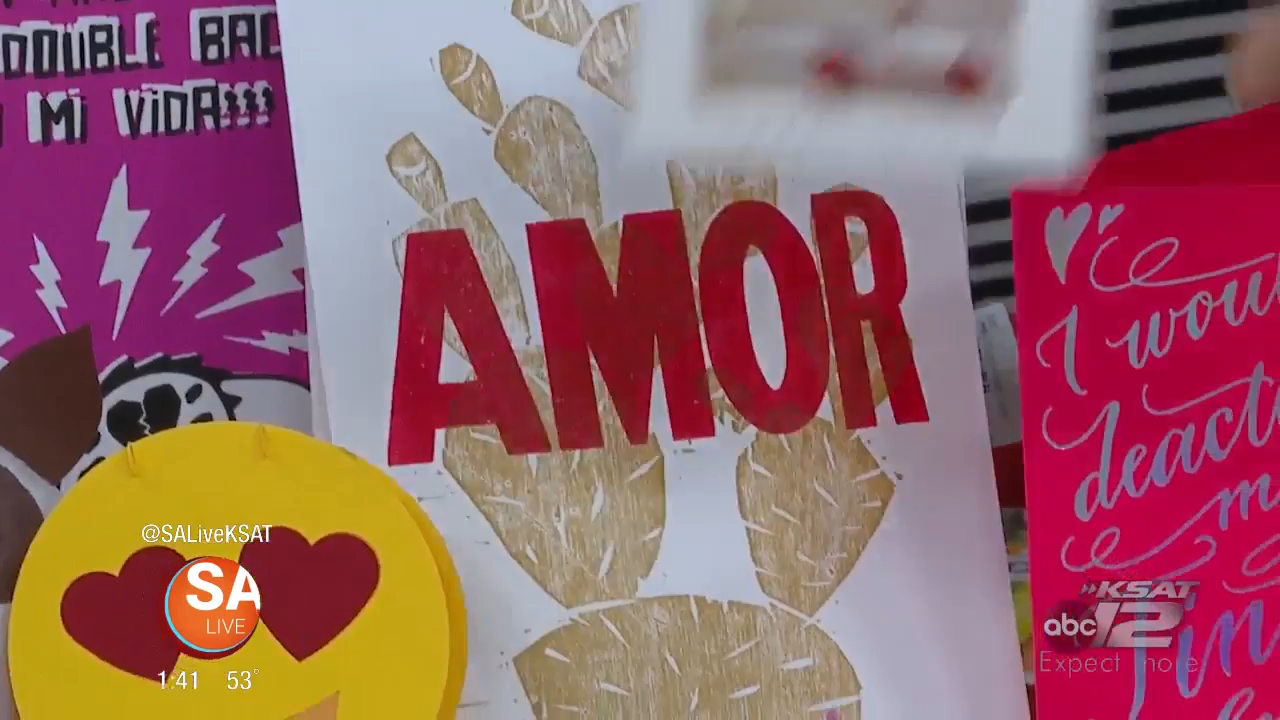 DOUBLE BAC
MI VIDA
AMOR
I wou
deact
m
@SALiveKSAT
SA
LIVE
1:41 53°
KSAT
abc 12
Expect more